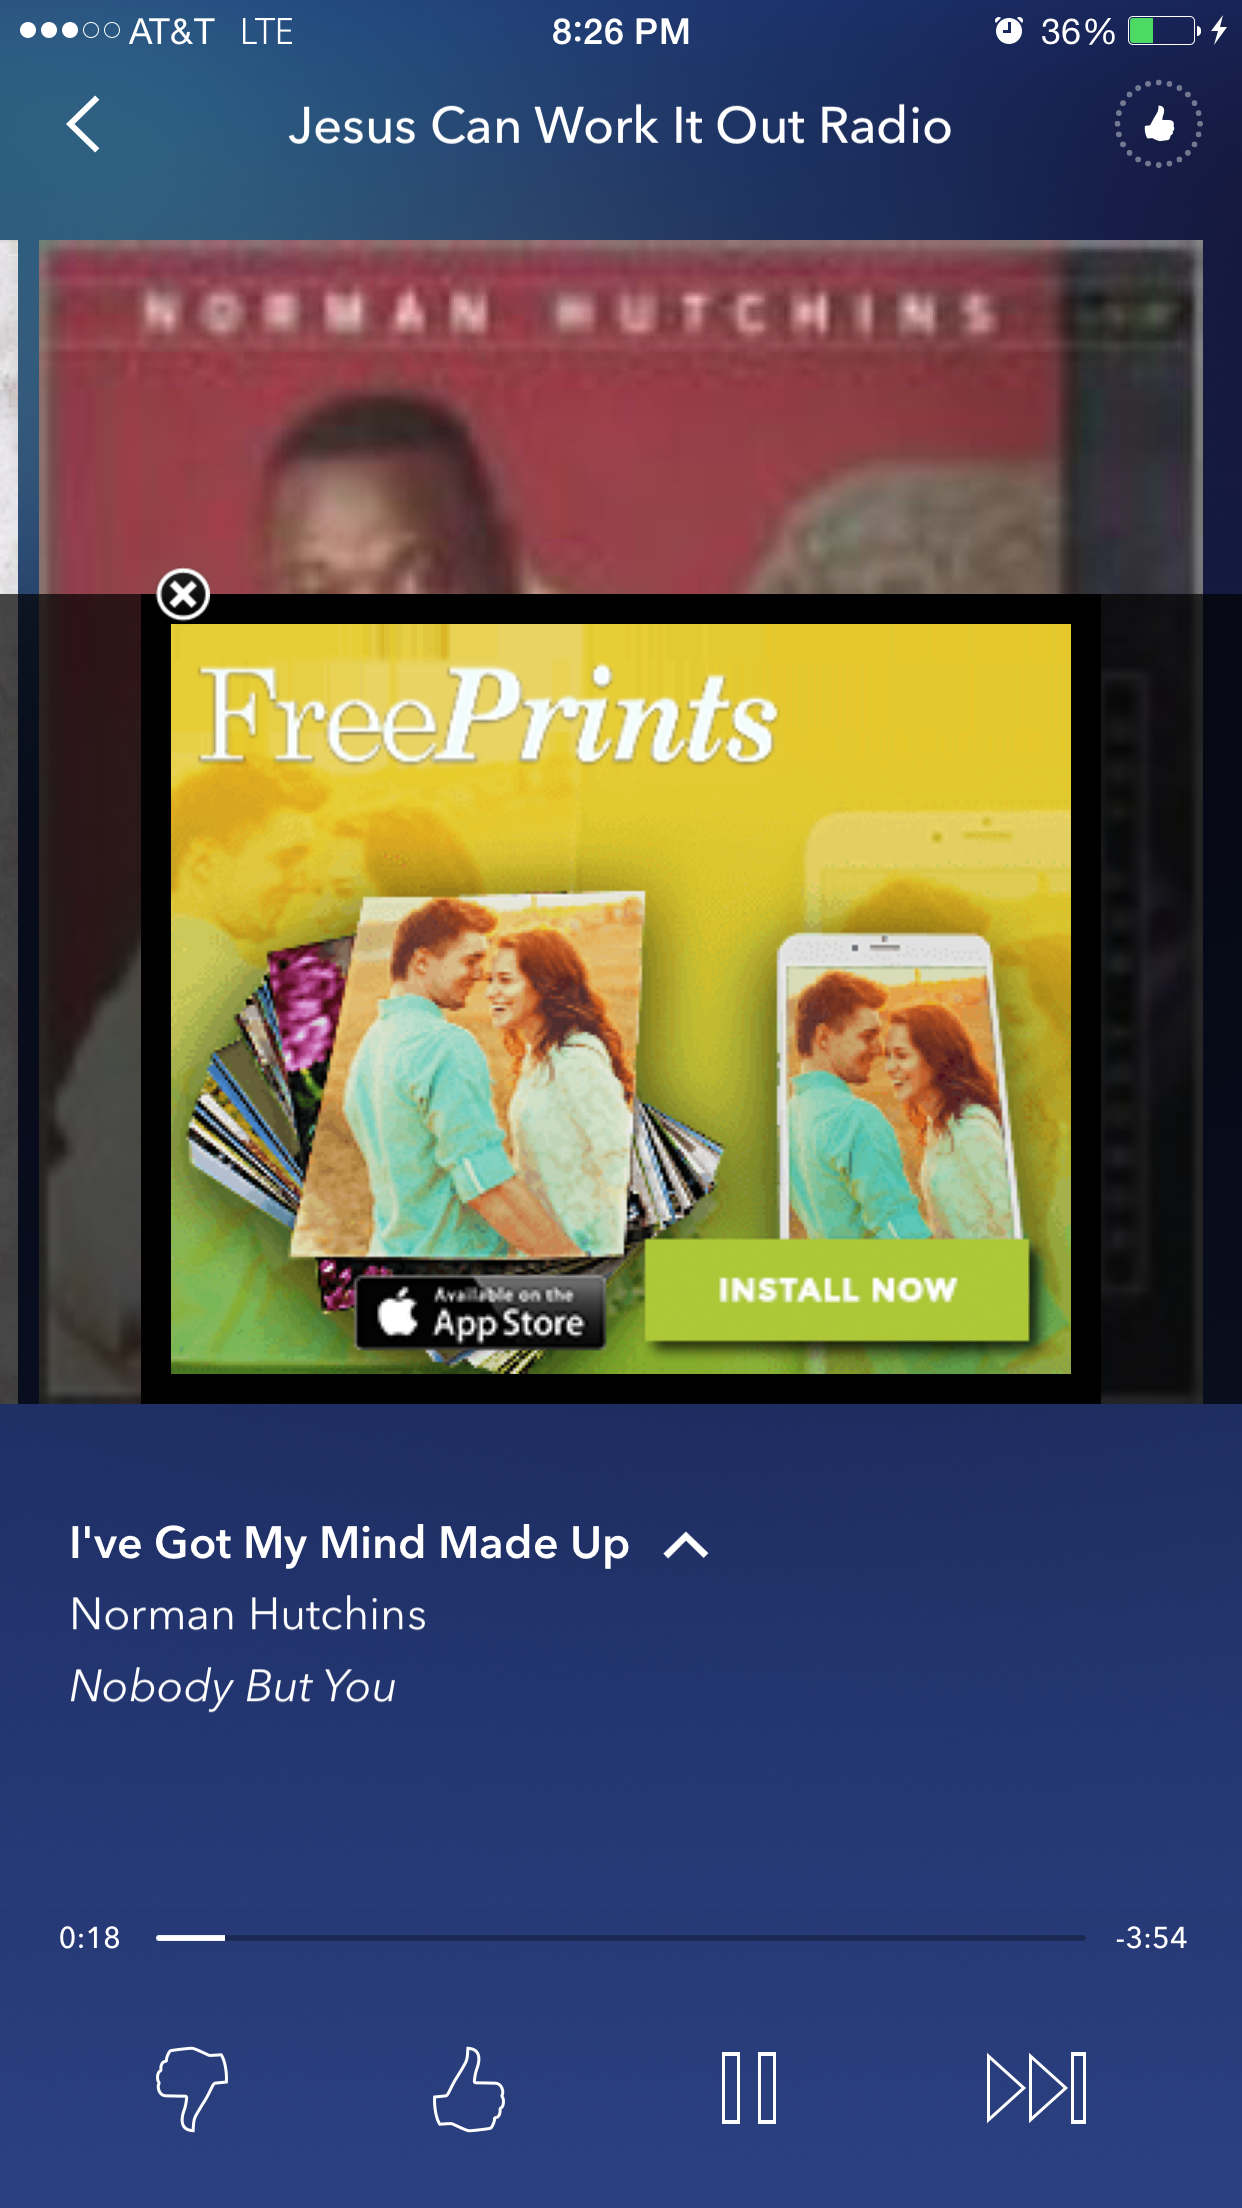 AT&T LTE 8:26 PM 36%
Jesus Can Work It Out Radio
NORMAN HUTCHINS
FreePrints
Available on the
App Store
INSTALL NOW
I've Got My Mind Made Up
Norman Hutchins
Nobody But You
0:18 -3:54